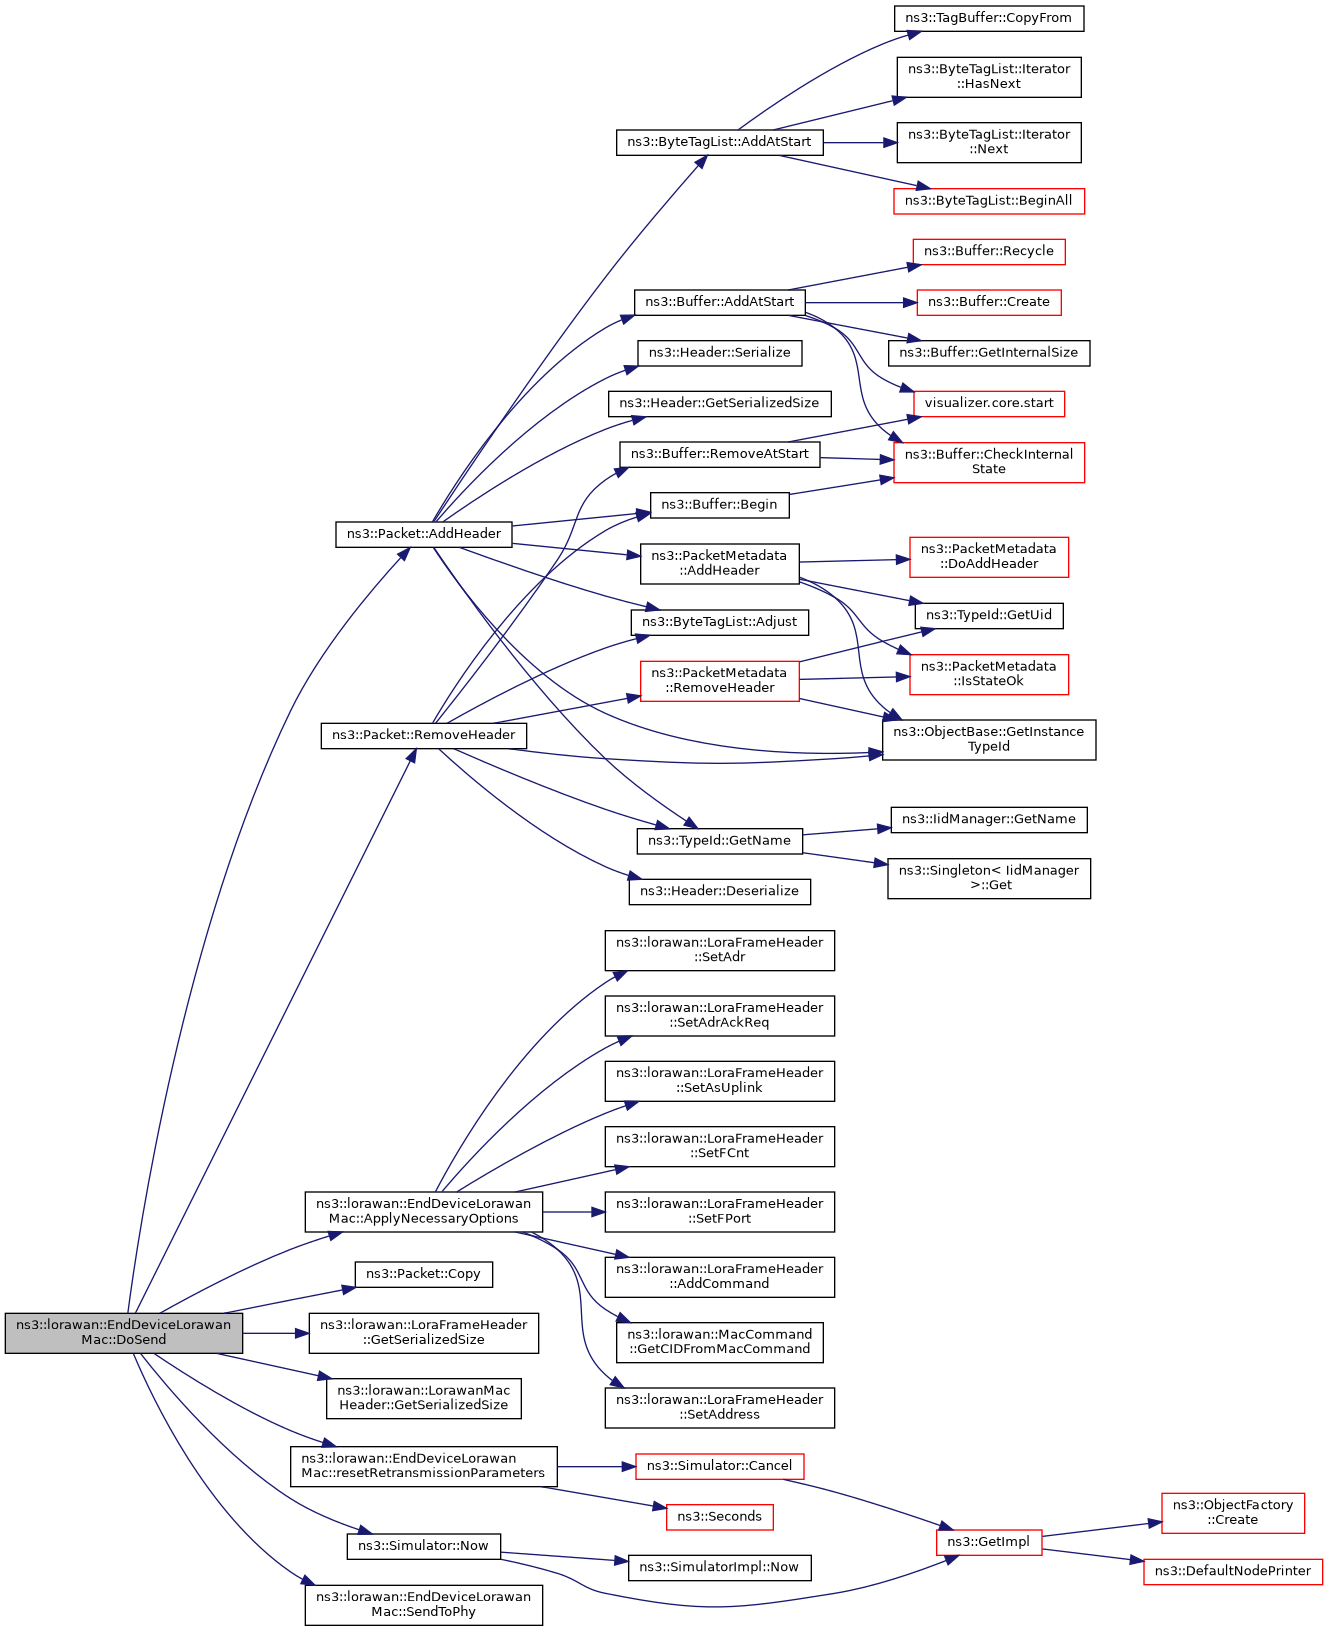 ns3::TagBuffer::CopyFrom
ns3::ByteTagList::Iterator
::HasNext
ns3::ByteTagList::AddAtStart
ns3::ByteTagList::Iterator
::Next
ns3::ByteTagList::BeginAll
ns3::Buffer::Recycle
ns3::Buffer::AddAtStart
ns3::Buffer::Create
ns3::Header::Serialize
ns3::Buffer::GetInternalSize
ns3::Header::GetSerializedSize
visualizer.core.start
ns3::Buffer::RemoveAtStart
ns3::Buffer::CheckInternal
State
ns3::Buffer::Begin
ns3::Packet::AddHeader
ns3::PacketMetadata
::AddHeader
ns3::PacketMetadata
::DoAddHeader
ns3::ByteTagList::Adjust
ns3::TypeId::GetUid
ns3::PacketMetadata
::RemoveHeader
ns3::PacketMetadata
::IsStateOk
ns3::Packet::RemoveHeader
ns3::ObjectBase::GetInstance
TypeId
ns3::TypeId::GetName
ns3::IidManager::GetName
ns3::Singleton< IidManager
>::Get
ns3::Header::Deserialize
ns3::lorawan::LoraFrameHeader
::SetAdr
ns3::lorawan::LoraFrameHeader
::SetAdrAckReq
ns3::lorawan::LoraFrameHeader
::SetAsUplink
ns3::lorawan::LoraFrameHeader
::SetFCnt
ns3::lorawan::EndDeviceLorawan
Mac::ApplyNecessaryOptions
ns3::lorawan::LoraFrameHeader
::SetFPort
ns3::lorawan::LoraFrameHeader
::AddCommand
ns3::Packet::Copy
ns3::lorawan::EndDeviceLorawan
Mac::DoSend
ns3::lorawan::LoraFrameHeader
::GetSerializedSize
ns3::lorawan::MacCommand
::GetCIDFromMacCommand
ns3::lorawan::LorawanMac
Header::GetSerializedSize
ns3::lorawan::LoraFrameHeader
::SetAddress
ns3::lorawan::EndDeviceLorawan
Mac::resetRetransmissionParameters
ns3::Simulator::Cancel
ns3::Seconds
ns3::ObjectFactory
::Create
ns3::Simulator::Now
ns3::GetImpl
ns3::SimulatorImpl::Now
ns3::DefaultNodePrinter
ns3::lorawan::EndDeviceLorawan
Mac::SendToPhy